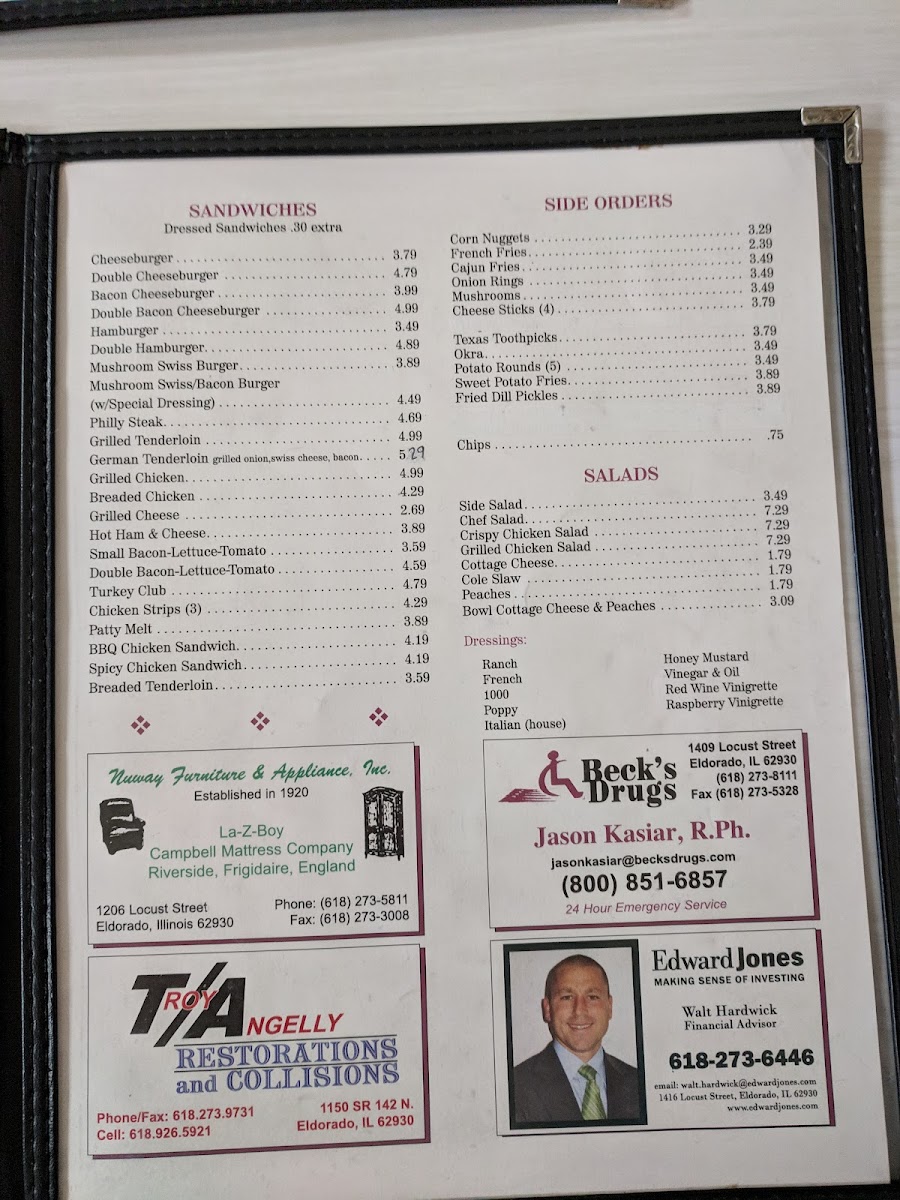 SANDWICHES
Dressed Sandwiches .30 extra
Cheeseburger 3.79
Double Cheeseburger 4.79
Bacon Cheeseburger 3.99
Double Bacon Cheeseburger 4.99
Hamburger 3.49
Double Hamburger 4.89
Mushroom Swiss Burger 3.89
Mushroom Swiss/Bacon Burger
(w/Special Dressing) 4.49
Philly Steak 4.69
Grilled Tenderloin 4.99
German Tenderloin grilled onion,swiss cheese, bacon 5.29
Grilled Chicken 4.99
Breaded Chicken 4.29
Grilled Cheese 2.69
Hot Ham & Cheese 3.89
Small Bacon-Lettuce-Tomato 3.59
Double Bacon-Lettuce-Tomato 4.59
Turkey Club 4.79
Chicken Strips (3) 4.29
Patty Melt 3.89
BBQ Chicken Sandwich 4.19
Spicy Chicken Sandwich 4.19
Breaded Tenderloin 3.59
SIDE ORDERS
Corn Nuggets 3.29
French Fries 2.39
Cajun Fries 3.49
Onion Rings 3.49
Mushrooms 3.49
Cheese Sticks (4) 3.79
Texas Toothpicks 3.79
Okra 3.49
Potato Rounds (5) 3.49
Sweet Potato Fries 3.89
Fried Dill Pickles 3.89
Chips .75
SALADS
Side Salad 3.49
Chef Salad 7.29
Crispy Chicken Salad 7.29
Grilled Chicken Salad 7.29
Cottage Cheese 1.79
Cole Slaw 1.79
Peaches 1.79
Bowl Cottage Cheese & Peaches 3.09
Dressings:
Ranch
French
1000
Poppy
Italian (house)
Honey Mustard
Vinegar & Oil
Red Wine Vinigrette
Raspberry Vinigrette
Nuway Furniture & Appliance, Inc.
Established in 1920
La-Z-Boy
Campbell Mattress Company
Riverside, Frigidaire, England
1206 Locust Street
Eldorado, Illinois 62930
Phone: (618) 273-5811
Fax: (618) 273-3008
TROY/ANGELLY
RESTORATIONS
and COLLISIONS
Phone/Fax: 618.273.9731
Cell: 618.926.5921
1150 SR 142 N.
Eldorado, IL 62930
Beck's
Drugs
1409 Locust Street
Eldorado, IL 62930
(618) 273-8111
Fax (618) 273-5328
Jason Kasiar, R.Ph.
jasonkasiar@becksdrugs.com
(800) 851-6857
24 Hour Emergency Service
Edward Jones
MAKING SENSE OF INVESTING
Walt Hardwick
Financial Advisor
618-273-6446
email: walt.hardwick@edwardjones.com
1416 Locust Street, Eldorado, IL 62930
www.edwardjones.com